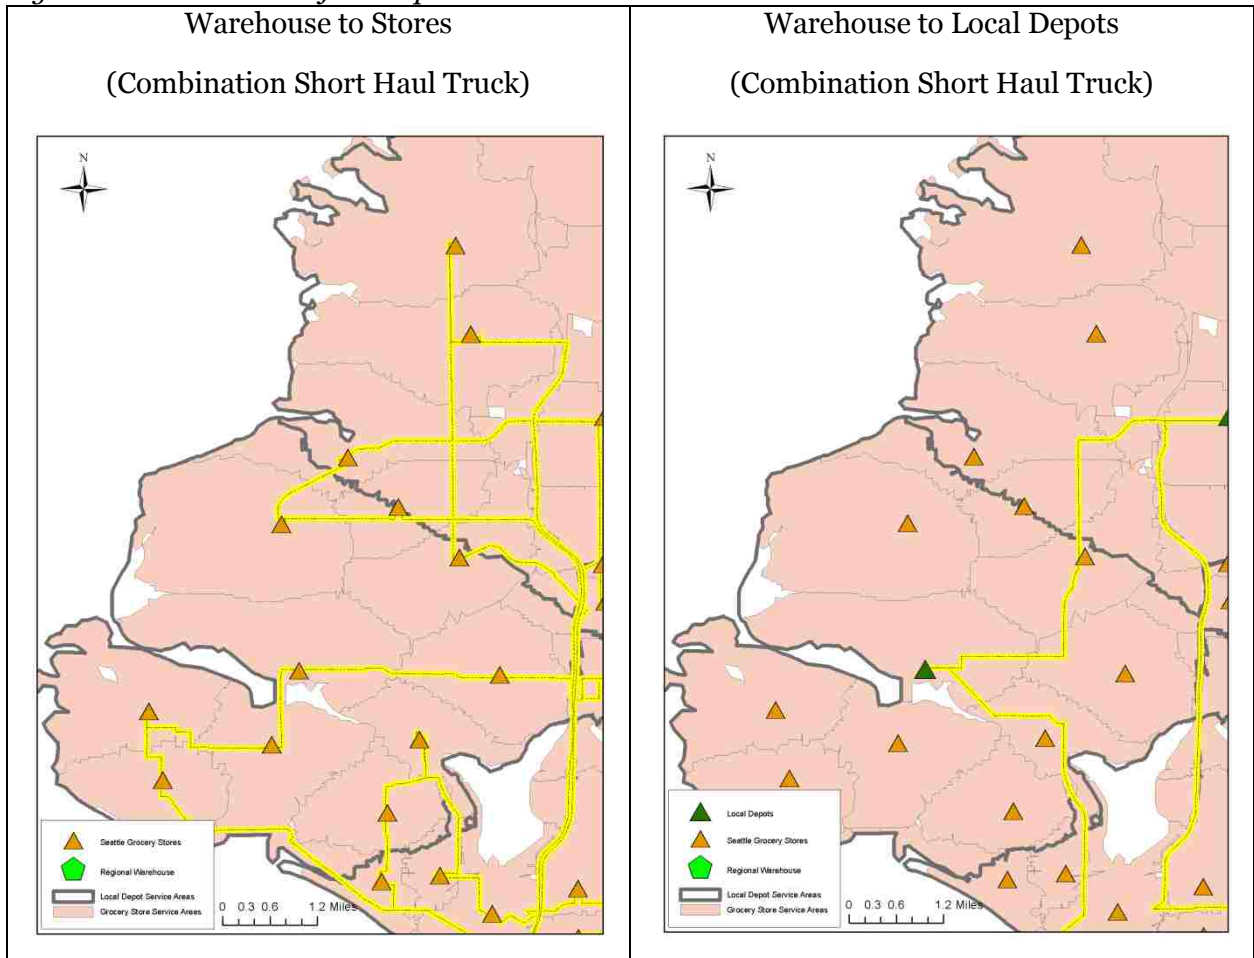 Warehouse to Stores
(Combination Short Haul Truck)
N
Seattle Grocery Stores
Regional Warehouse
Local Depot Service Areas
Grocery Store Service Areas
0 0.3 0.6 1.2 Miles
Warehouse to Local Depots
(Combination Short Haul Truck)
N
Local Depots
Seattle Grocery Stores
Regional Warehouse
Local Depot Service Areas
Grocery Store Service Areas
0 0.3 0.6 1.2 Miles